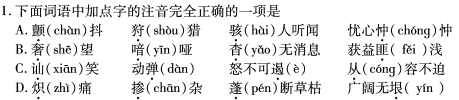 1. 下面词语中加点字的注音完全正确的一项是
A. 颤(chàn)抖 狩(shòu)猎 骇(hài)人听闻 忧心忡(chóng)忡
B. 奢(shē)望 喑(yīn)哑 杳(yǎo)无消息 获益匪(fěi)浅
C. 讪(xiān)笑 动弹(dàn) 怒不可遏(è) 从(cóng)容不迫
D. 炽(zhì)痛 掺(chān)杂 蓬(pén)断草枯 广阔无垠(yín)